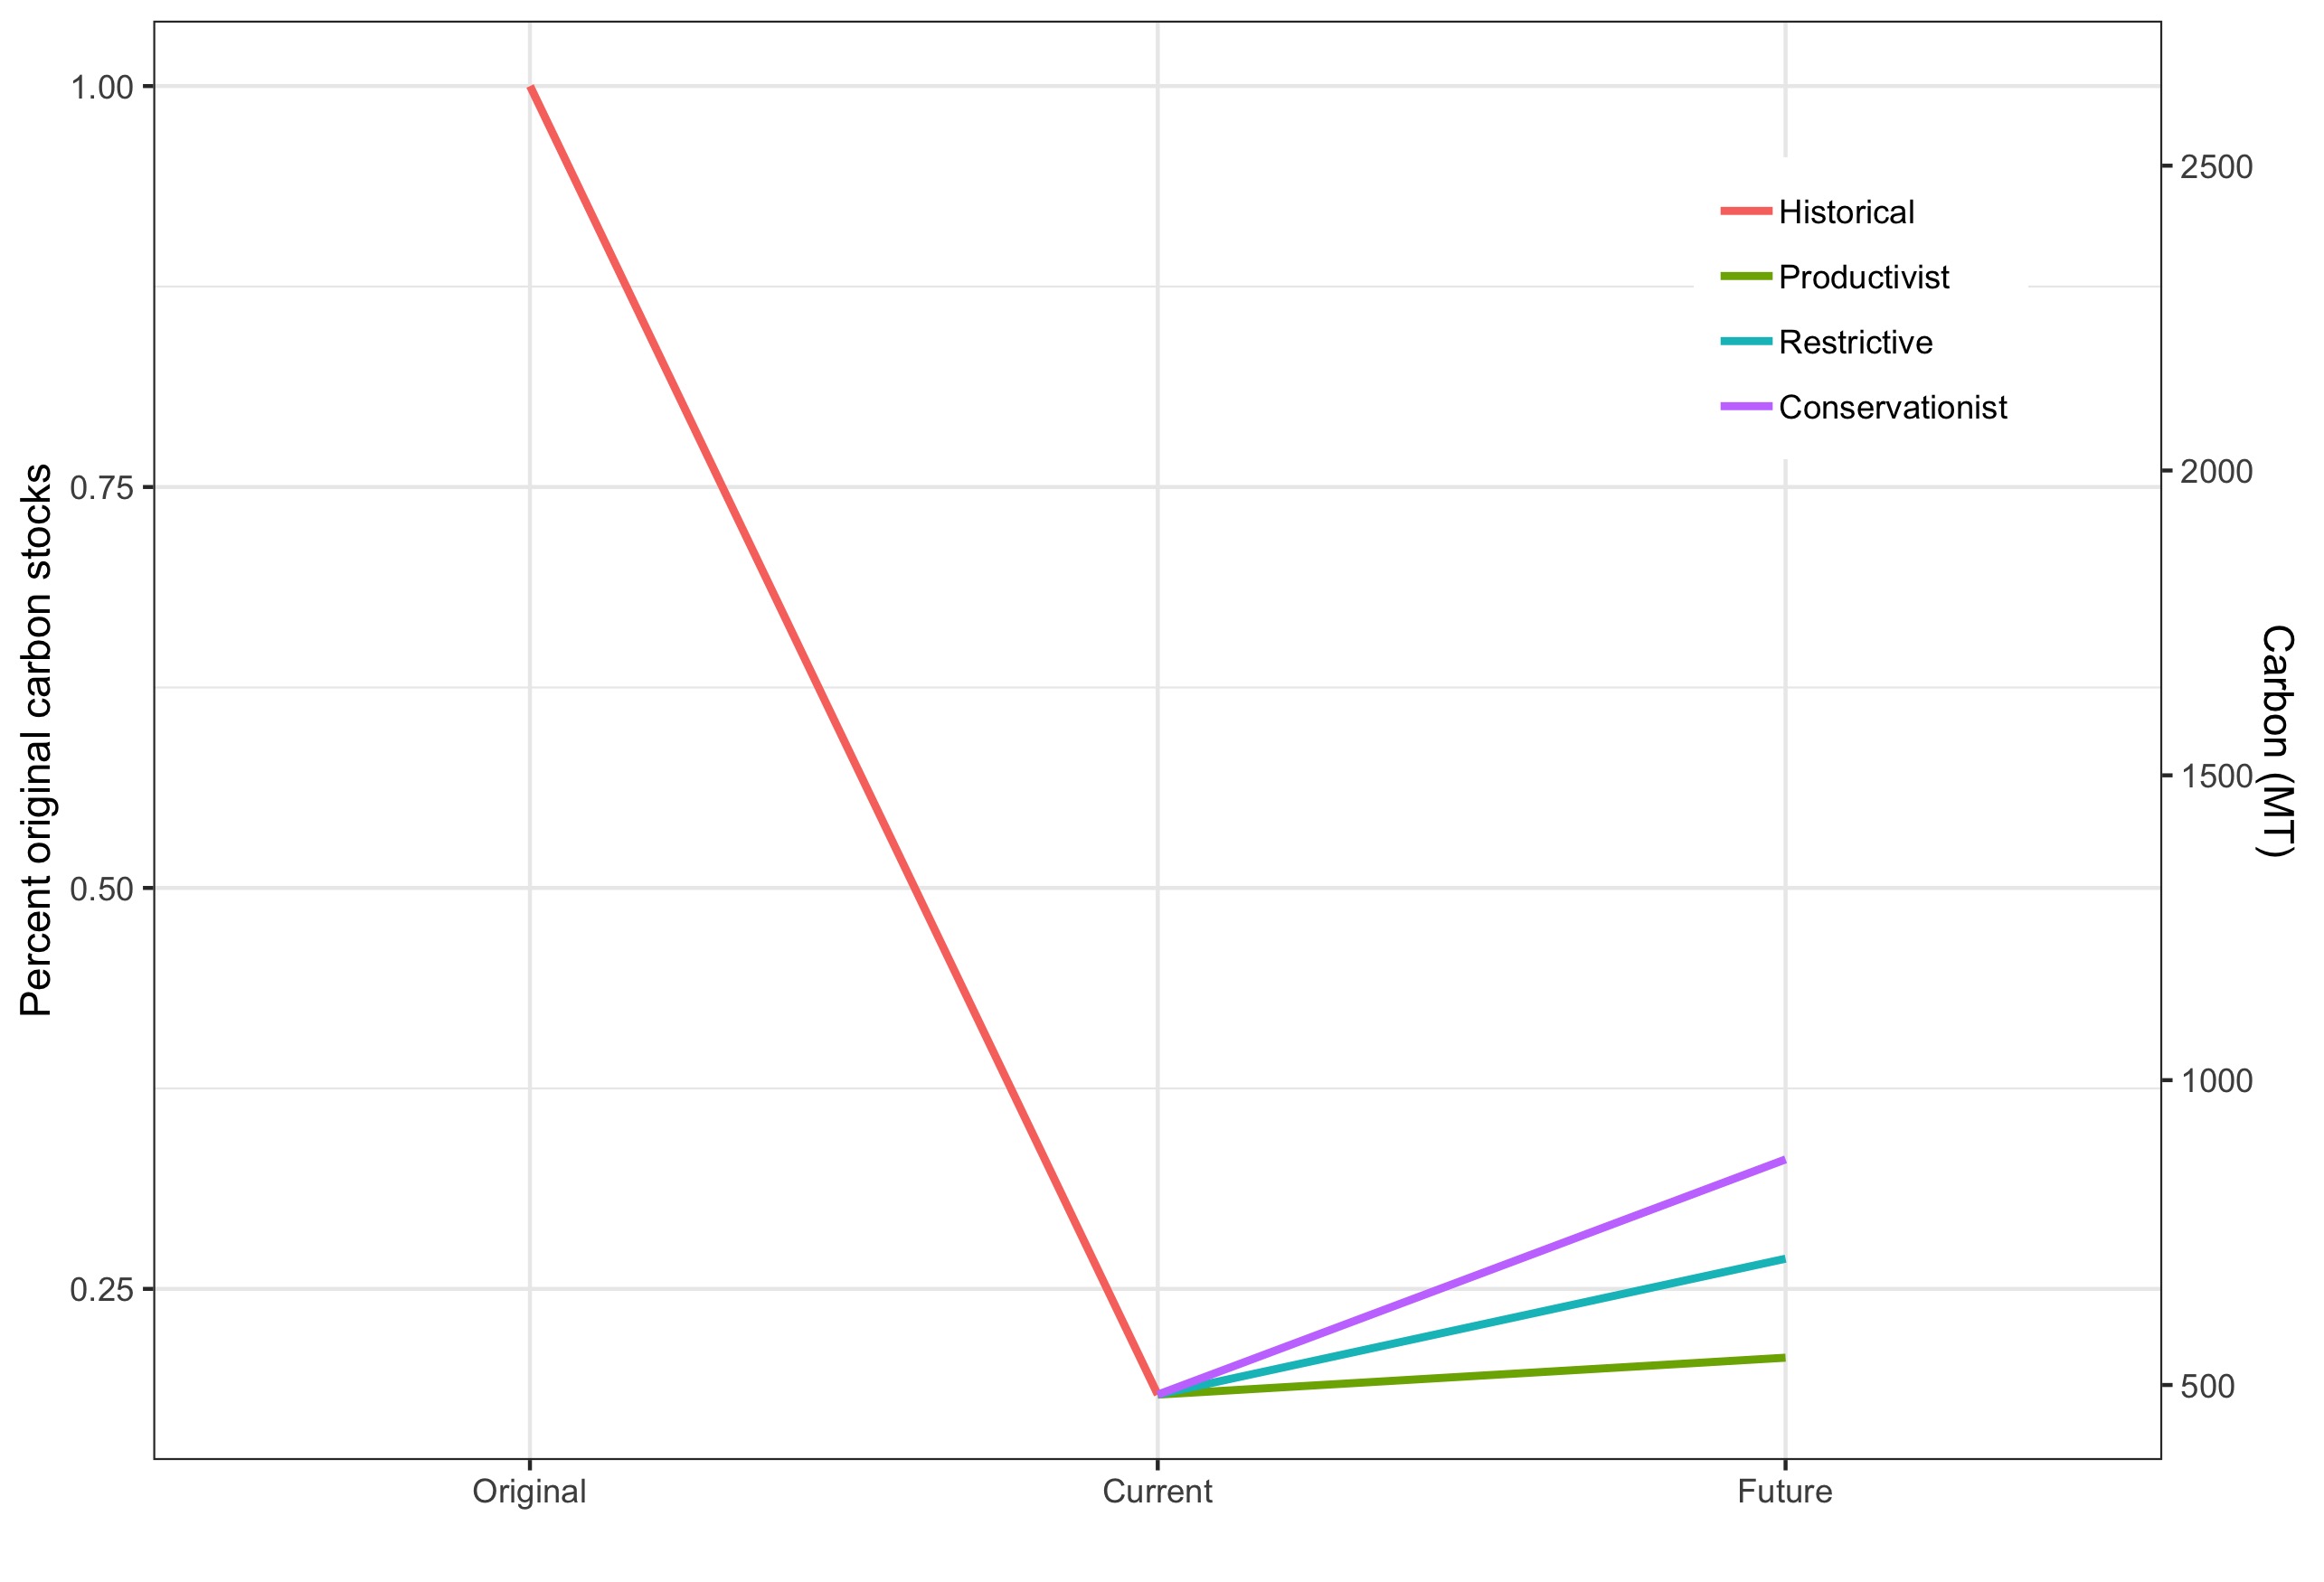 Percent original carbon stocks
1.00
0.75
0.50
0.25
Historical
Productivist
Restrictive
Conservationist
2500
2000
1500
1000
500
Carbon (MT)
Original
Current
Future